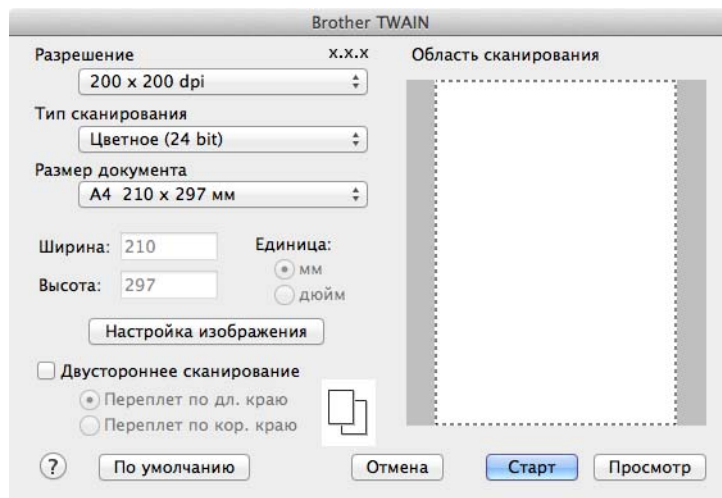 Brother TWAIN
Разрешение x.x.x
200 x 200 dpi
Тип сканирования
Цветное (24 bit)
Размер документа
A4 210 x 297 мм
Ширина: 210
Высота: 297
Единица:
мм
дюйм
Настройка изображения
Двустороннее сканирование
Переплет по дл. краю
Переплет по кор. краю
Область сканирования
? По умолчанию Отмена Старт Просмотр